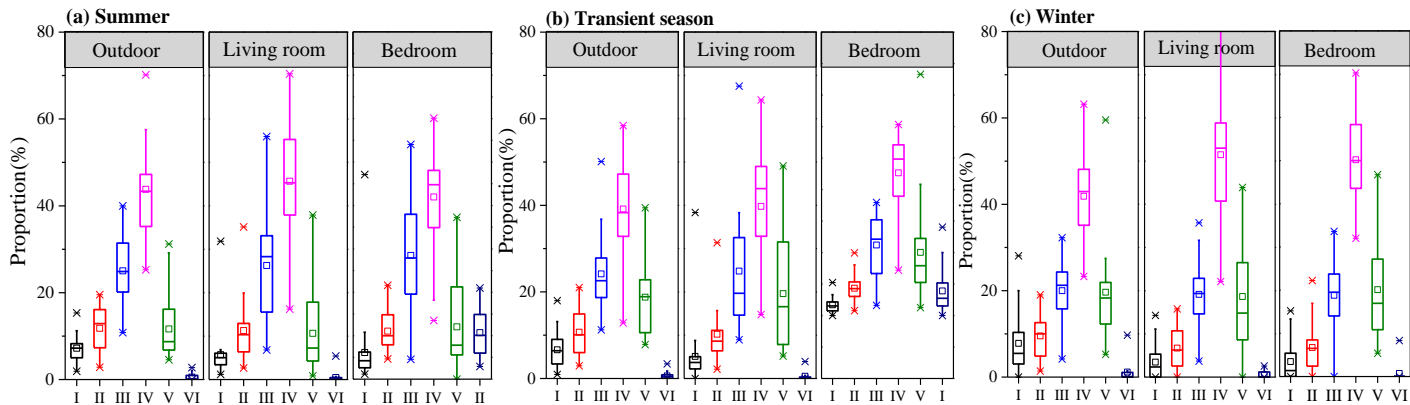 (a) Summer
Outdoor Living room Bedroom
Proportion(%)
80
60
40
20
0
I II III IV V VI I II III IV V VI I II III IV V I
(b) Transient season
Outdoor Living room Bedroom
Proportion(%)
80
60
40
20
0
I II III IV V VI I II III IV V VI I II III IV V I
(c) Winter
Outdoor Living room Bedroom
Proportion(%)
80
60
40
20
0
I II III IV V VI I II III IV V VI I II III IV V VI